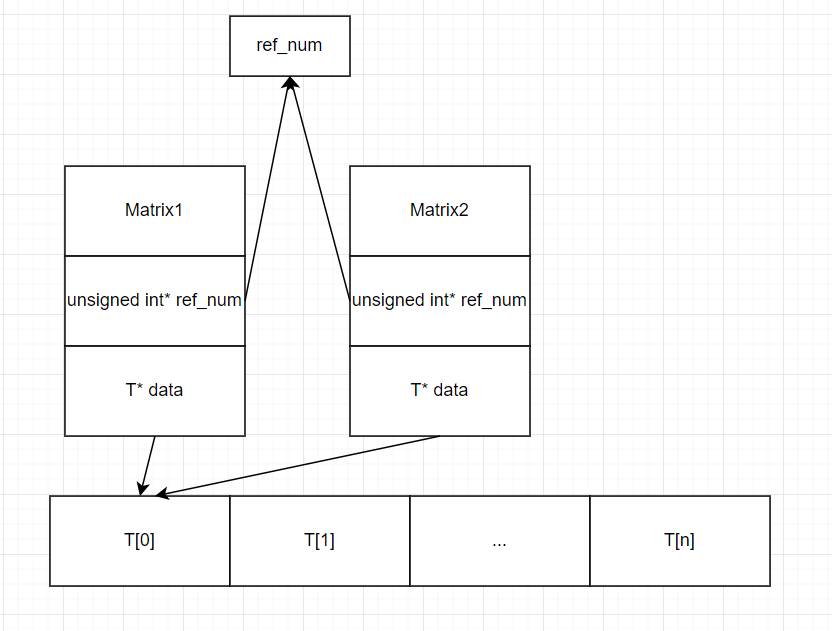 ref_num
Matrix1
Matrix2
unsigned int* ref_num
unsigned int* ref_num
T* data
T* data
T[0]
T[1]
...
T[n]